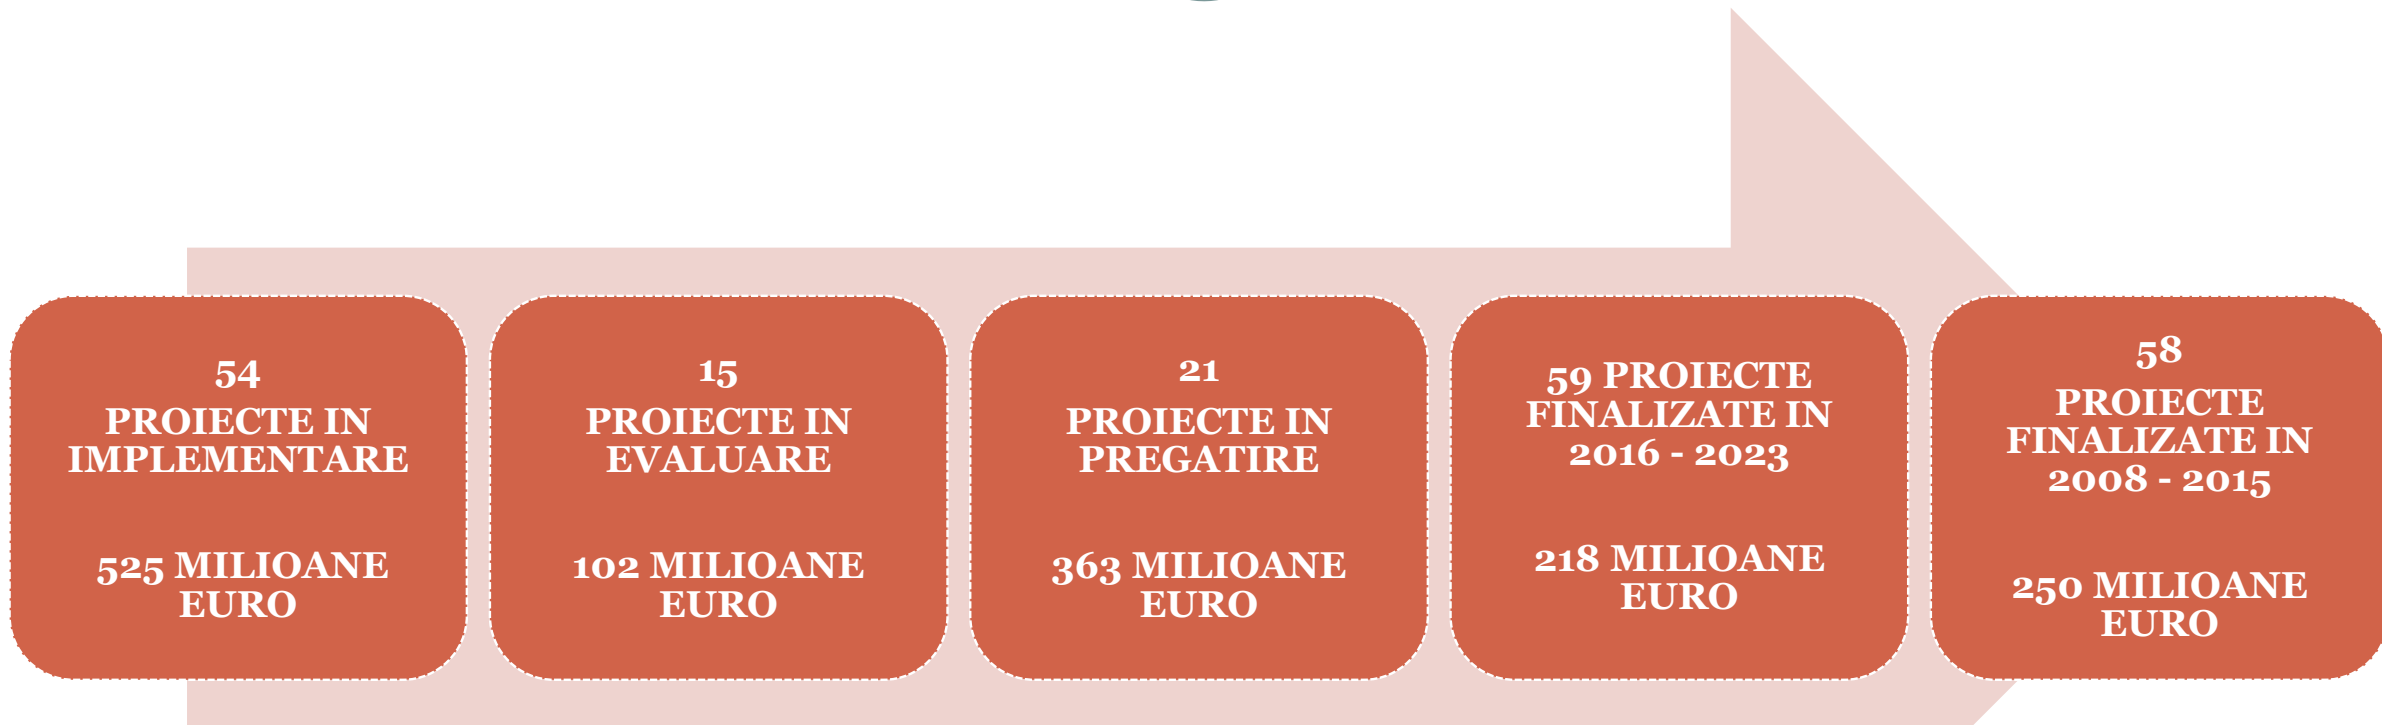 54
PROIECTE IN
IMPLEMENTARE
525 MILIOANE
EURO
15
PROIECTE IN
EVALUARE
102 MILIOANE
EURO
21
PROIECTE IN
PREGATIRE
363 MILIOANE
EURO
59 PROIECTE
FINALIZATE IN
2016 - 2023
218 MILIOANE
EURO
58
PROIECTE
FINALIZATE IN
2008 - 2015
250 MILIOANE
EURO